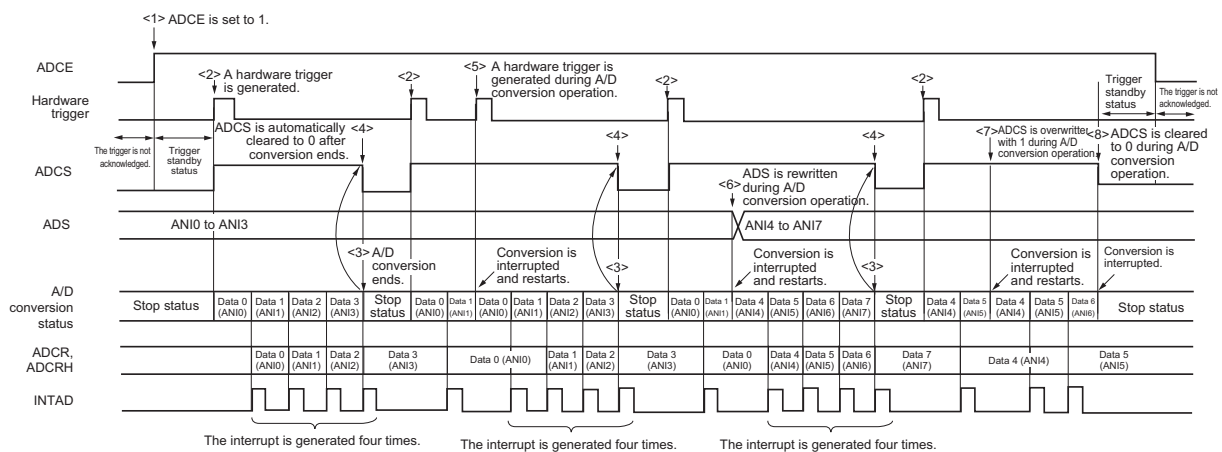 <1> ADCE is set to 1.
ADCE
<2> A hardware trigger
is generated.
<2>
<5> A hardware trigger is
generated during A/D
conversion operation.
<2>
<2>
Trigger
standby
status
The trigger is not
acknowledged.
Hardware
trigger
The trigger is not
acknowledged.
Trigger
standby
status
ADCS is automatically
cleared to 0 after
conversion ends.
<4>
<4>
<4>
<7> ADCS is overwritten
with 1 during A/D
conversion operation.
<8> ADCS is cleared
to 0 during A/D
conversion
operation.
ADCS
<6>
ADS is rewritten
during A/D
conversion operation.
ADS
ANI0 to ANI3
ANI4 to ANI7
<3> A/D
conversion
ends.
Conversion is
interrupted
and restarts.
<3>
Conversion is
interrupted
and restarts.
<3>
Conversion is
interrupted
and restarts.
Conversion is
interrupted.
A/D
conversion
status
Stop status
Data 0
(ANI0)
Data 1
(ANI1)
Data 2
(ANI2)
Data 3
(ANI3)
Stop
status
Data 0
(ANI0)
Data 1
(ANI1)
Data 0
(ANI0)
Data 1
(ANI1)
Data 2
(ANI2)
Data 3
(ANI3)
Stop
status
Data 0
(ANI0)
Data 1
(ANI1)
Data 4
(ANI4)
Data 5
(ANI5)
Data 6
(ANI6)
Data 7
(ANI7)
Stop
status
Data 4
(ANI4)
Data 5
(ANI5)
Data 4
(ANI4)
Data 5
(ANI5)
Data 6
(ANI6)
Stop status
ADCR,
ADCRH
Data 0
(ANI0)
Data 1
(ANI1)
Data 2
(ANI2)
Data 3
(ANI3)
Data 0 (ANI0)
Data 1
(ANI1)
Data 2
(ANI2)
Data 3
(ANI3)
Data 0
(ANI0)
Data 4
(ANI4)
Data 5
(ANI5)
Data 6
(ANI6)
Data 7
(ANI7)
Data 4 (ANI4)
Data 5
(ANI5)
INTAD
The interrupt is generated four times.
The interrupt is generated four times.
The interrupt is generated four times.